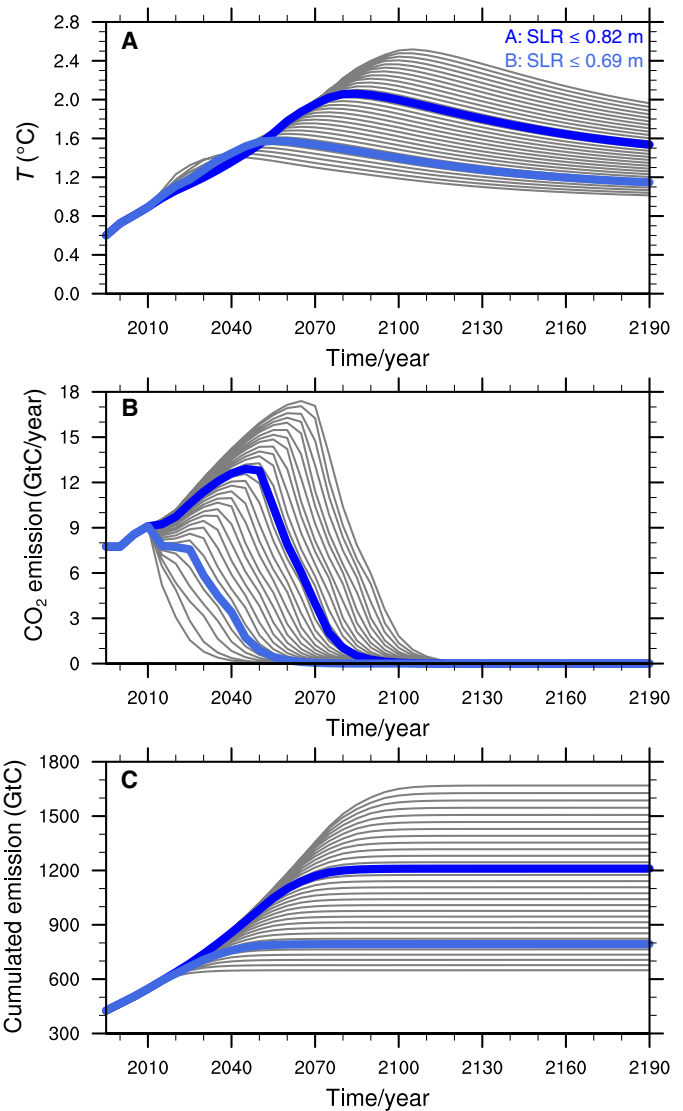 2.8
2.4
2.0
1.6
1.2
0.8
0.4
0.0
T (°C)
A
A: SLR ≤ 0.82 m
B: SLR ≤ 0.69 m
2010 2040 2070 2100 2130 2160 2190
Time/year
18
15
12
9
6
3
0
CO₂ emission (GtC/year)
B
2010 2040 2070 2100 2130 2160 2190
Time/year
1800
1500
1200
900
600
300
Cumulated emission (GtC)
C
2010 2040 2070 2100 2130 2160 2190
Time/year